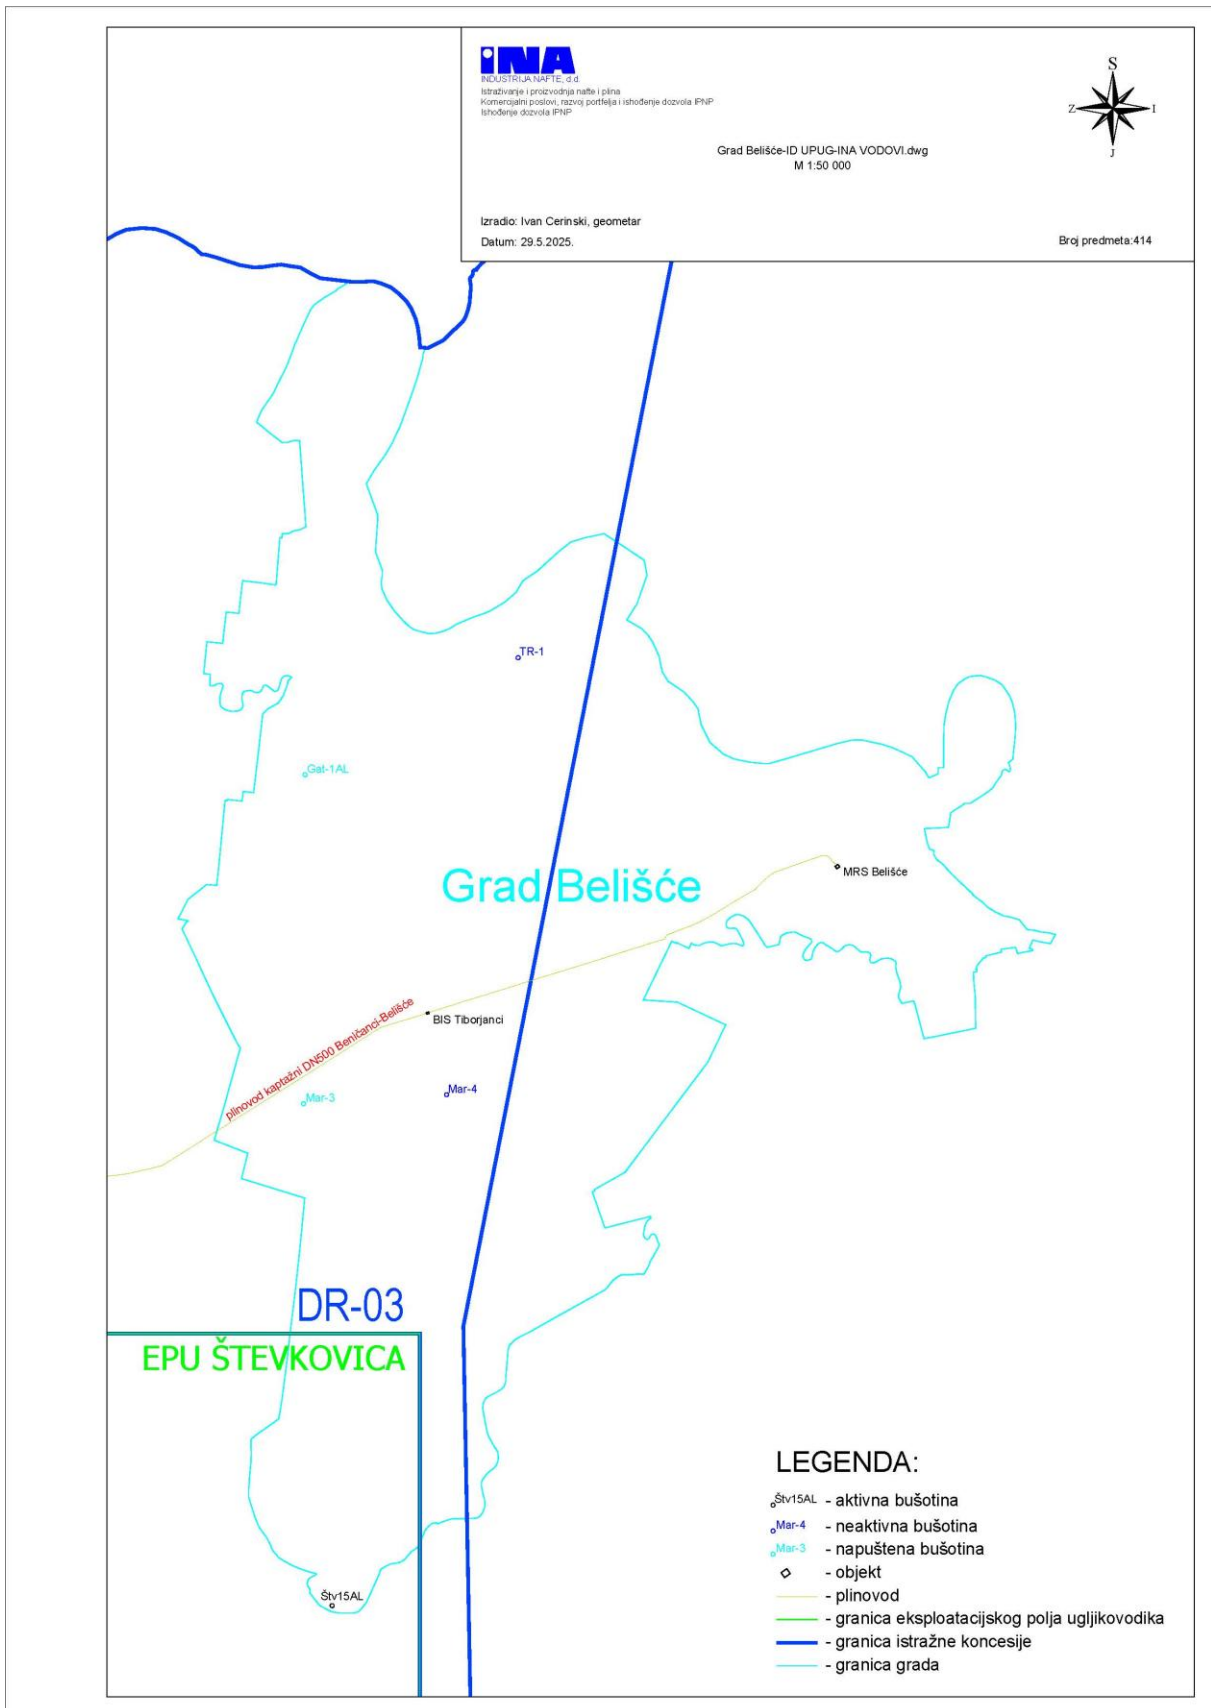 INA
INDUSTRIJA NAFTE, d.d.
Istraživanje i proizvodnja nafte i plina
Komercijalni poslovi, razvoj portfelja i ishođenje dozvola IPNP
Ishođenje dozvola IPNP
S
Z
I
J
Grad Belišće-ID UPUG-INA VODOVI.dwg
M 1:50 000
Izradio: Ivan Cerinski, geometar
Datum: 29.5.2025.
Broj predmeta:414
TR-1
Gat-1AL
MRS Belišće
Grad Belišće
BIS Tiborjanci
plinovod kaptažni DN500 Beničanci-Belišće
Mar-4
Mar-3
DR-03
EPU ŠTEVKOVICA
Štv15AL
LEGENDA:
Štv15AL - aktivna bušotina
Mar-4 - neaktivna bušotina
Mar-3 - napuštena bušotina
- objekt
- plinovod
- granica eksploatacijskog polja ugljikovodika
- granica istražne koncesije
- granica grada